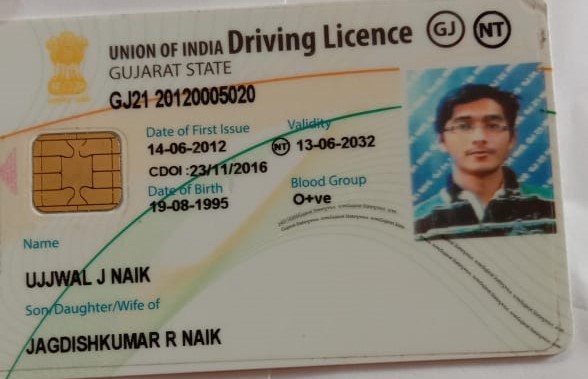 UNION OF INDIA Driving Licence GJ NT
GUJARAT STATE
GJ21 20120005020
Date of First Issue Validity
14-06-2012 NT 13-06-2032
CDOI :23/11/2016
Date of Birth Blood Group
19-08-1995 O+ve
Name
UJJWAL J NAIK
Son/Daughter/Wife of
JAGDISHKUMAR R NAIK